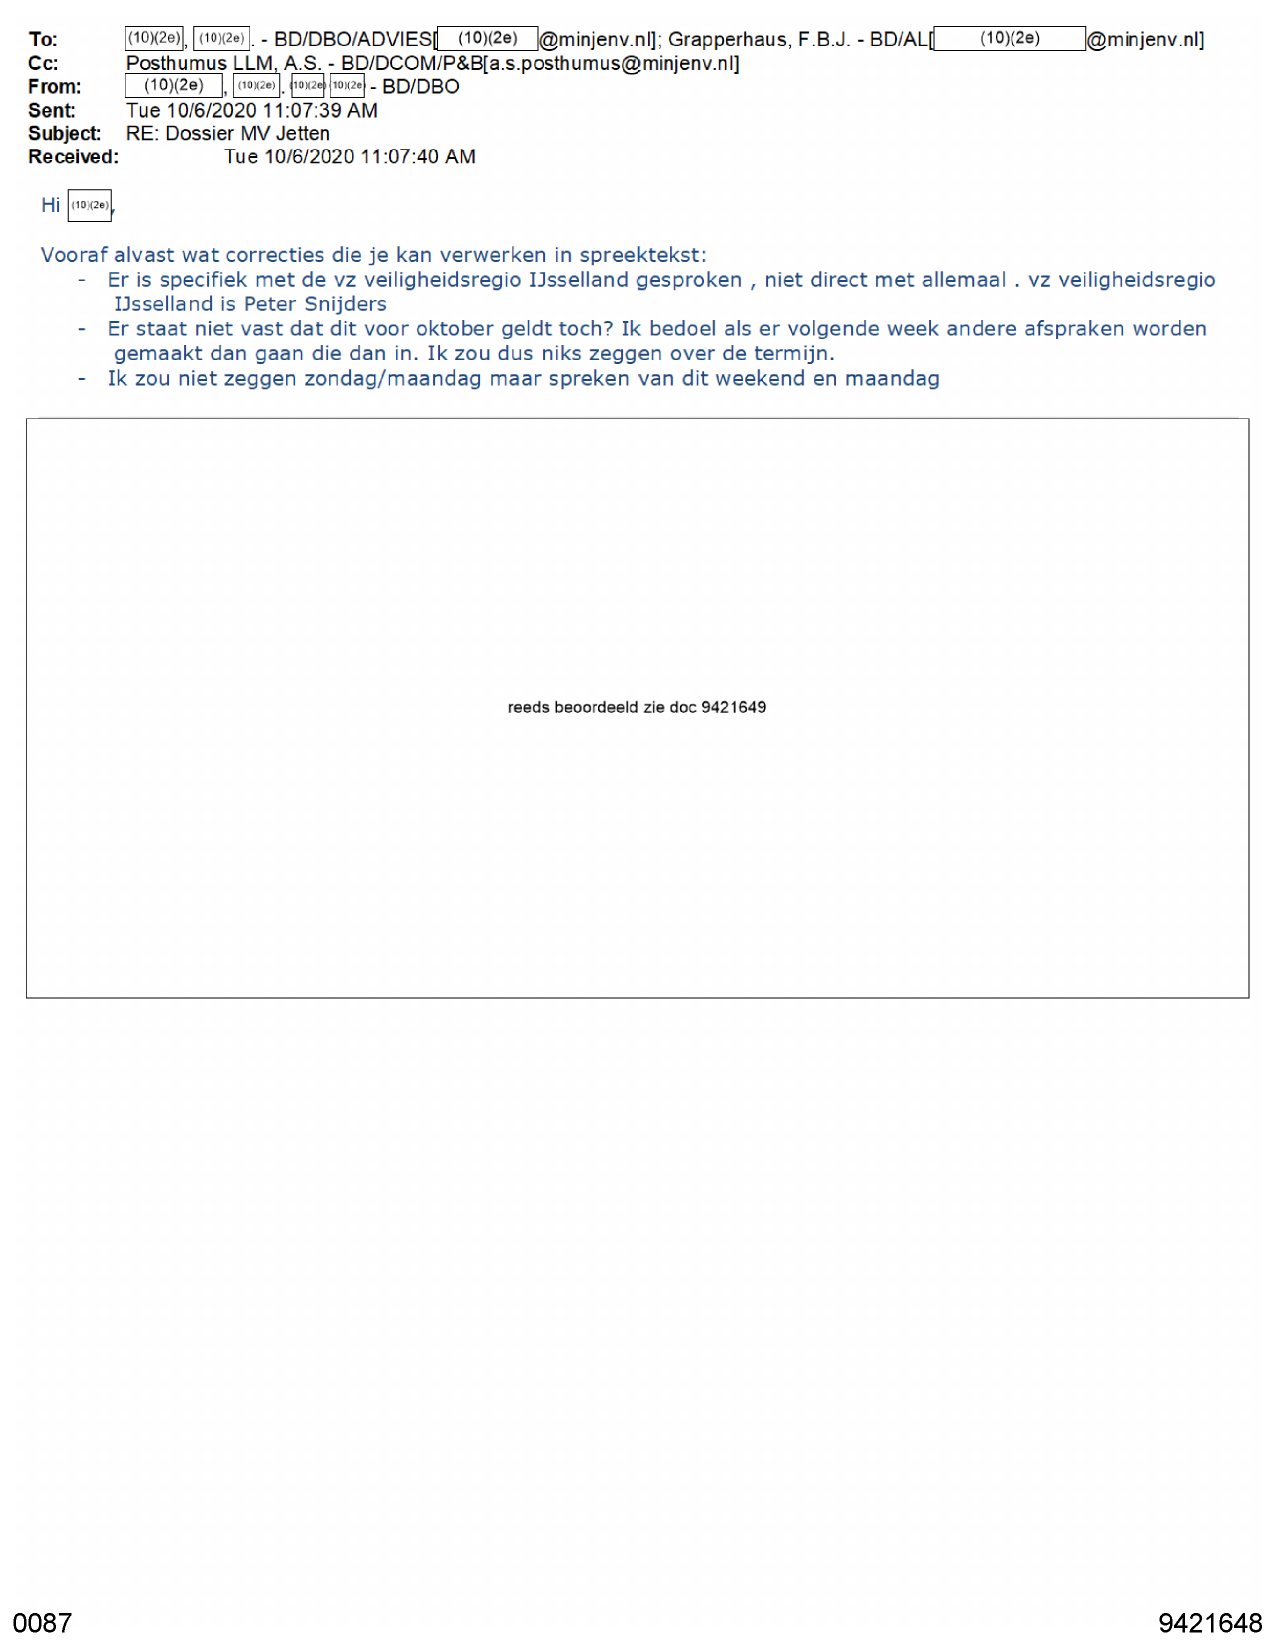 To: (10)(2e), (10)(2e). - BD/DBO/ADVIES[ (10)(2e) @minjenv.nl]; Grapperhaus, F.B.J. - BD/AL[ (10)(2e) @minjenv.nl]
Cc: Posthumus LLM, A.S. - BD/DCOM/P&B[a.s.posthumus@minjenv.nl]
From: (10)(2e) , (10)(2e). (10)(2e) (10)(2e) - BD/DBO
Sent: Tue 10/6/2020 11:07:39 AM
Subject: RE: Dossier MV Jetten
Received: Tue 10/6/2020 11:07:40 AM
Hi (10)(2e),
Vooraf alvast wat correcties die je kan verwerken in spreektekst:
- Er is specifiek met de vz veiligheidsregio IJsselland gesproken , niet direct met allemaal . vz veiligheidsregio
IJsselland is Peter Snijders
- Er staat niet vast dat dit voor oktober geldt toch? Ik bedoel als er volgende week andere afspraken worden
gemaakt dan gaan die dan in. Ik zou dus niks zeggen over de termijn.
- Ik zou niet zeggen zondag/maandag maar spreken van dit weekend en maandag
reeds beoordeeld zie doc 9421649
0087 9421648